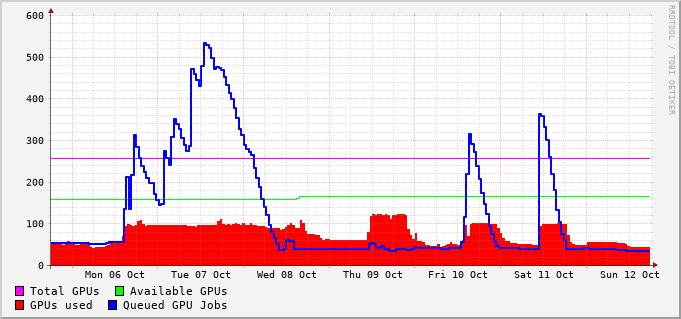 600
500
400
300
200
100
0
Mon 06 Oct Tue 07 Oct Wed 08 Oct Thu 09 Oct Fri 10 Oct Sat 11 Oct Sun 12 Oct
Total GPUs Available GPUs
GPUs used Queued GPU Jobs
RRDTOOL / TOBI OETIKER